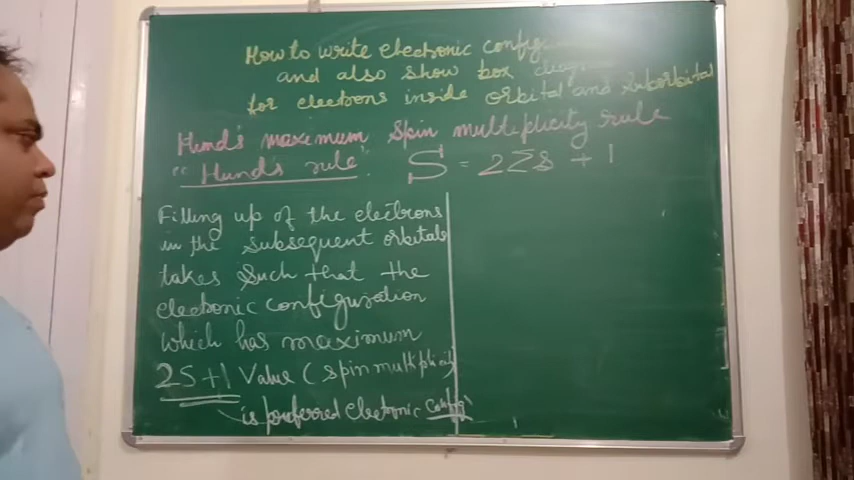 How to write electronic
and also show box
for electrons inside orbital and suborbital
Hund's maximum spin multiplicity rule
"Hund's rule". S = 2Σs + 1
Filling up of the electrons
in the subsequent orbitals
takes such that the
electronic configuration
which has maximum
2S+1 Value (spin multiplicity
is preferred electronic